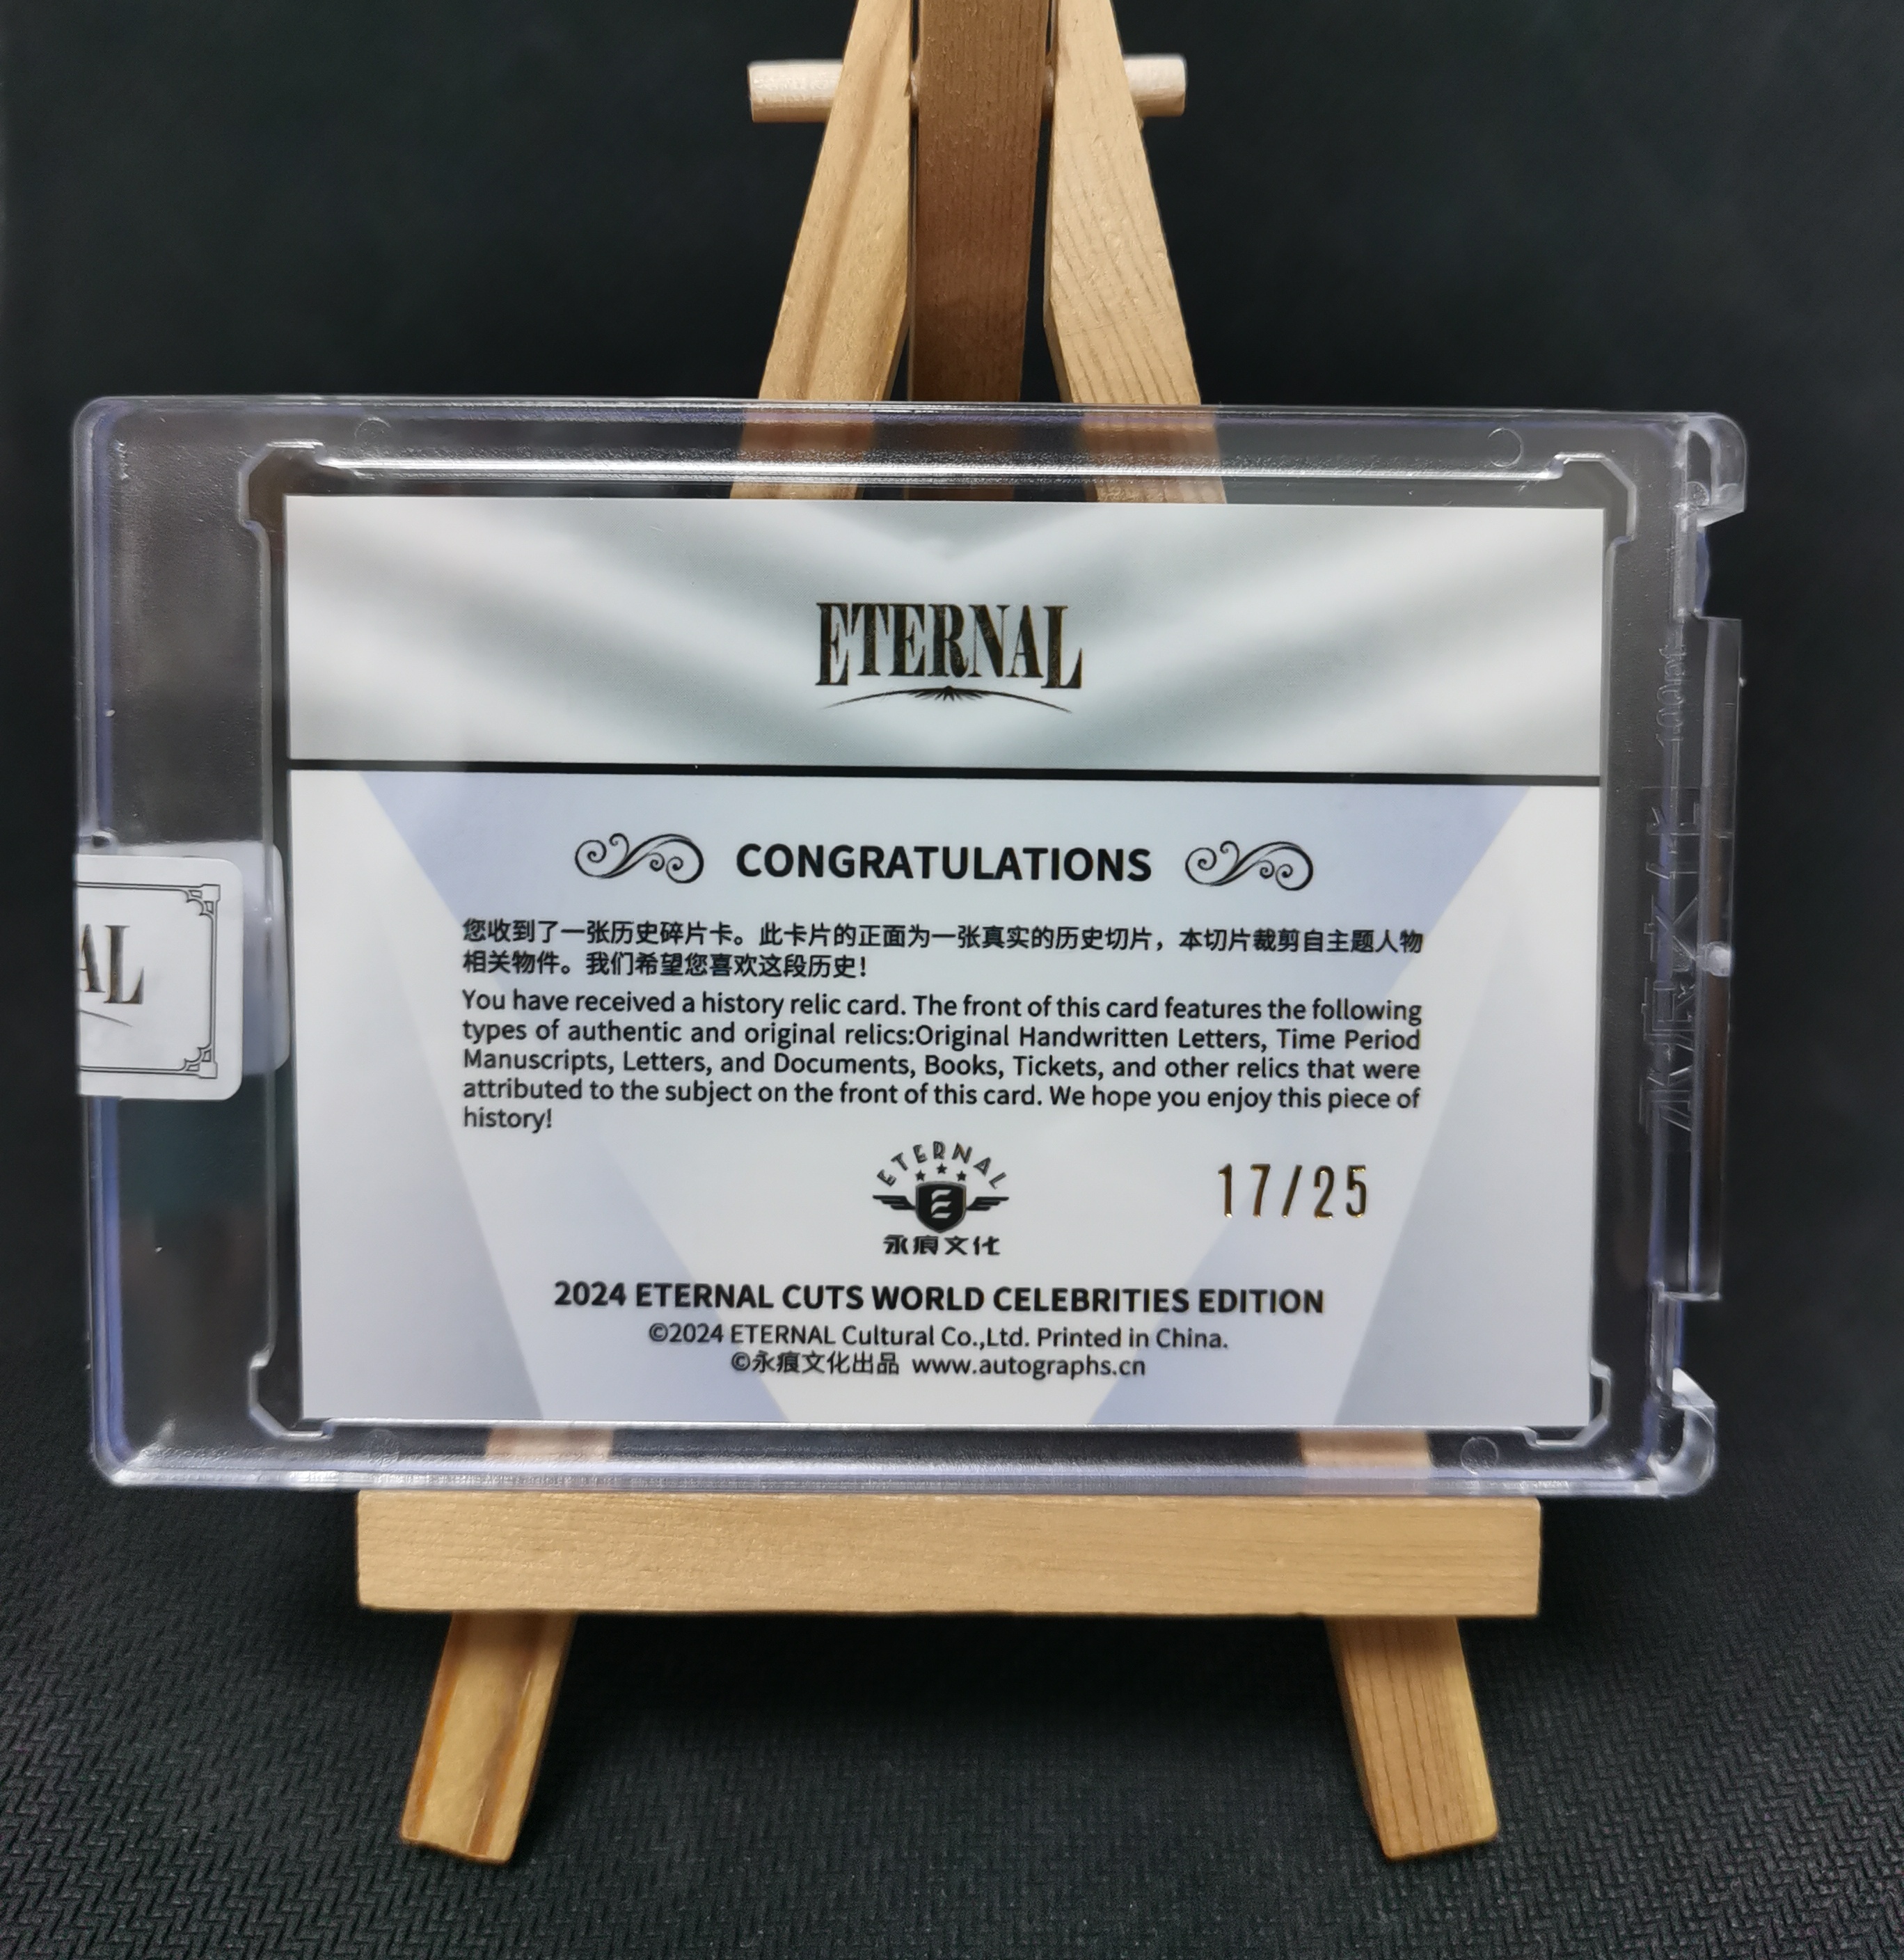 ETERNAL
CONGRATULATIONS
您收到了一张历史碎片卡。此卡片的正面为一张真实的历史切片，本切片裁剪自主题人物
相关物件。我们希望您喜欢这段历史！
You have received a history relic card. The front of this card features the following
types of authentic and original relics:Original Handwritten Letters, Time Period
Manuscripts, Letters, and Documents, Books, Tickets, and other relics that were
attributed to the subject on the front of this card. We hope you enjoy this piece of
history!
AL
ETERNAL
E
永痕文化
17/25
2024 ETERNAL CUTS WORLD CELEBRITIES EDITION
©2024 ETERNAL Cultural Co.,Ltd. Printed in China.
©永痕文化出品 www.autographs.cn
永痕文化 100pt